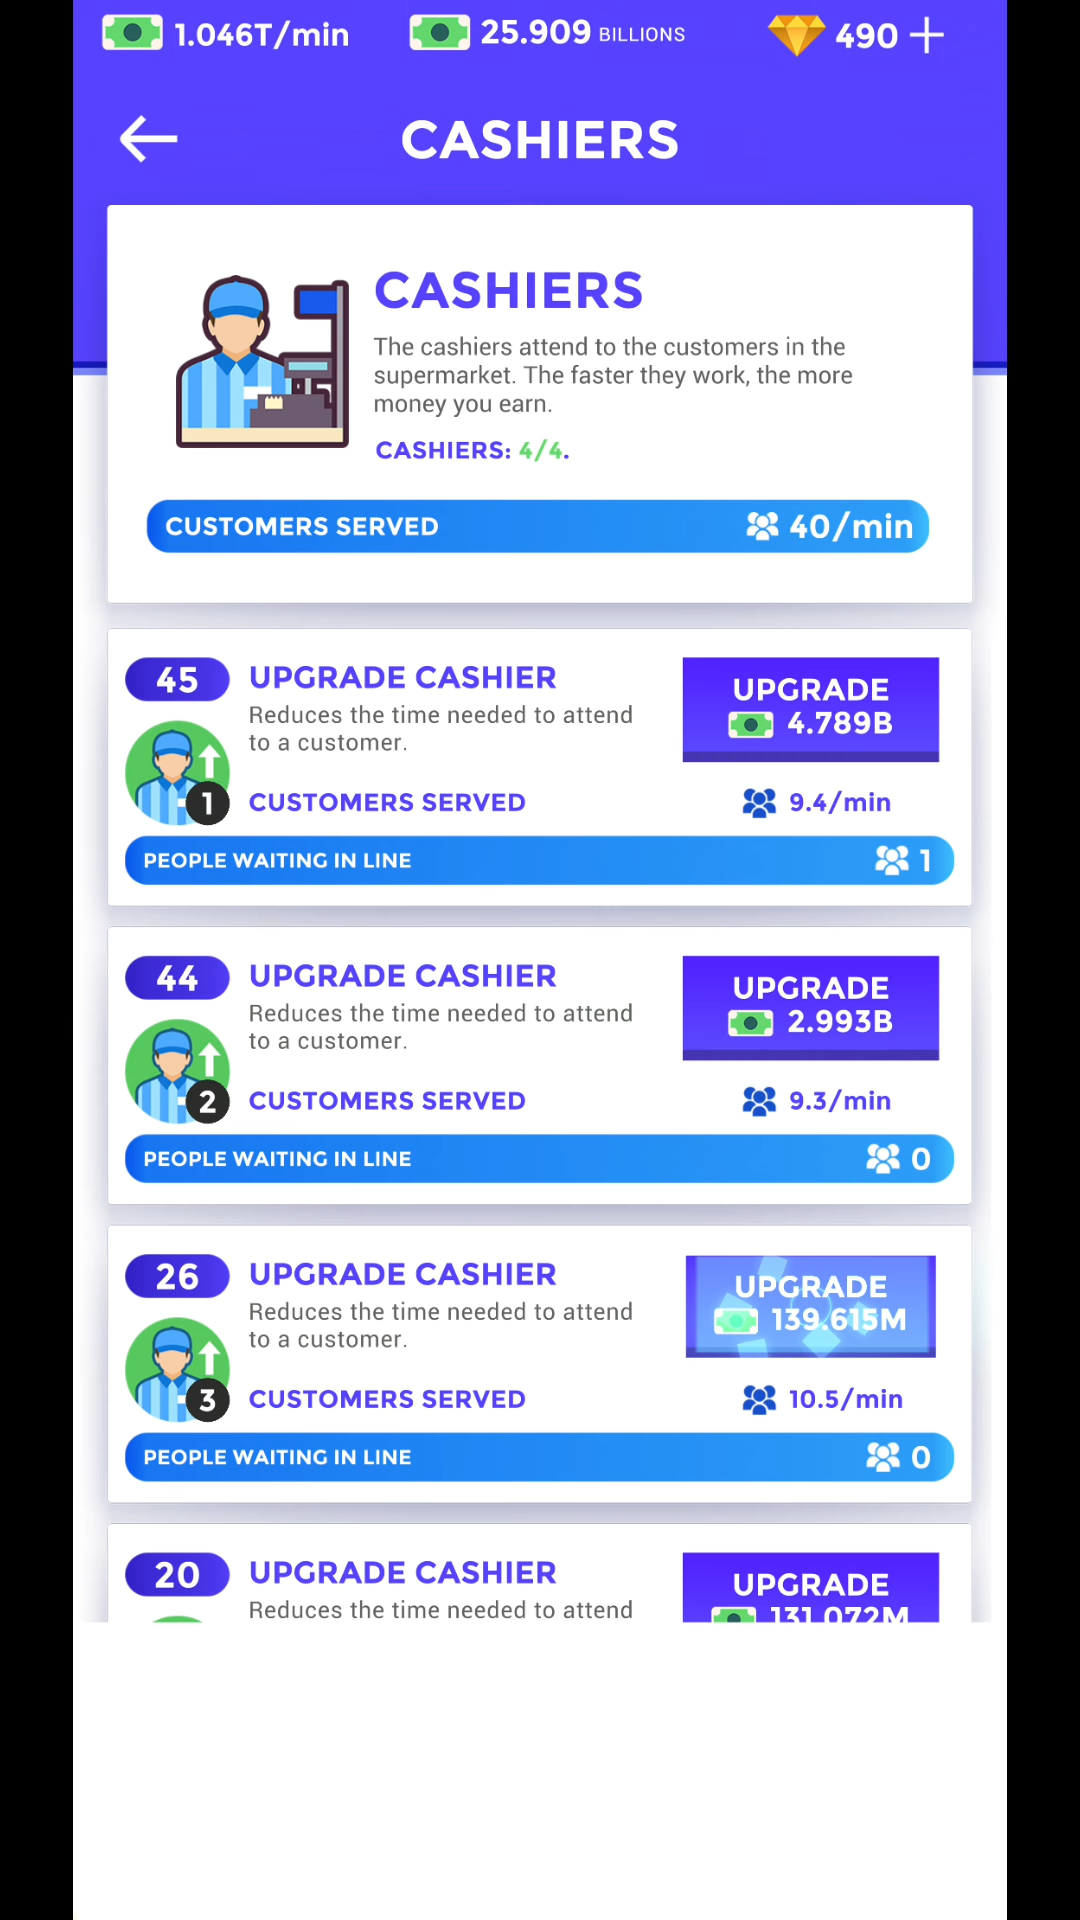 1.046T/min 25.909 BILLIONS 490
CASHIERS
CASHIERS
The cashiers attend to the customers in the
supermarket. The faster they work, the more
money you earn.
CASHIERS: 4/4.
CUSTOMERS SERVED 40/min
45 UPGRADE CASHIER UPGRADE
Reduces the time needed to attend 4.789B
to a customer.
1 CUSTOMERS SERVED 9.4/min
PEOPLE WAITING IN LINE 1
44 UPGRADE CASHIER UPGRADE
Reduces the time needed to attend 2.993B
to a customer.
2 CUSTOMERS SERVED 9.3/min
PEOPLE WAITING IN LINE 0
26 UPGRADE CASHIER UPGRADE
Reduces the time needed to attend 139.615M
to a customer.
3 CUSTOMERS SERVED 10.5/min
PEOPLE WAITING IN LINE 0
20 UPGRADE CASHIER UPGRADE
Reduces the time needed to attend 131.072M